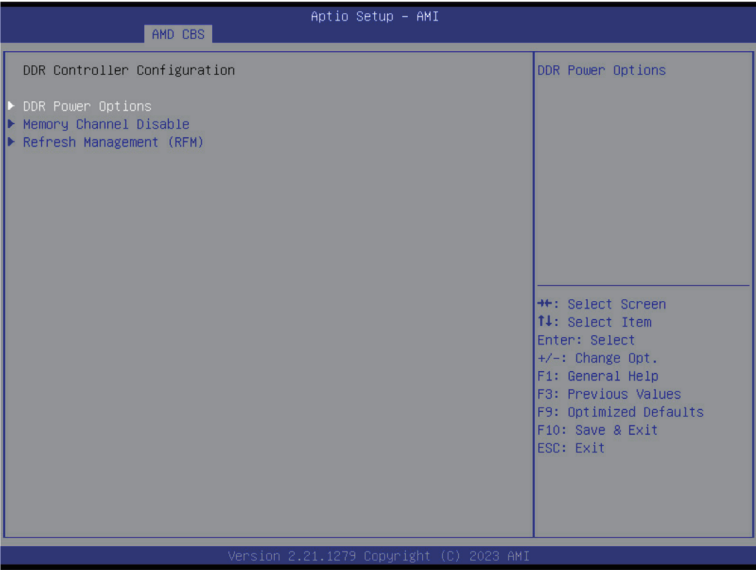 Aptio Setup – AMI
AMD CBS
DDR Controller Configuration
DDR Power Options
Memory Channel Disable
Refresh Management (RFM)
DDR Power Options
→←: Select Screen
↑↓: Select Item
Enter: Select
+/-: Change Opt.
F1: General Help
F3: Previous Values
F9: Optimized Defaults
F10: Save & Exit
ESC: Exit
Version 2.21.1279 Copyright (C) 2023 AMI